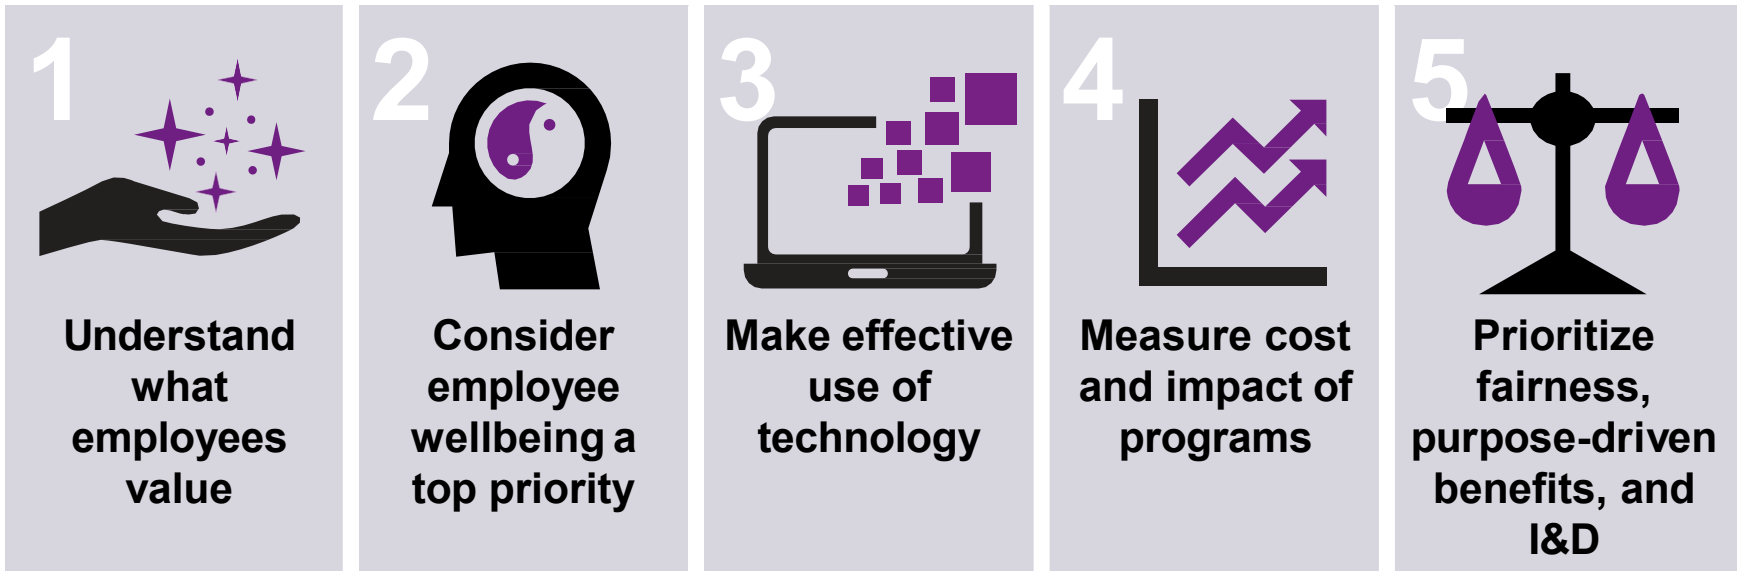 1
Understand
what
employees
value
2
Consider
employee
wellbeing a
top priority
3
Make effective
use of
technology
4
Measure cost
and impact of
programs
5
Prioritize
fairness,
purpose-driven
benefits, and
I&D